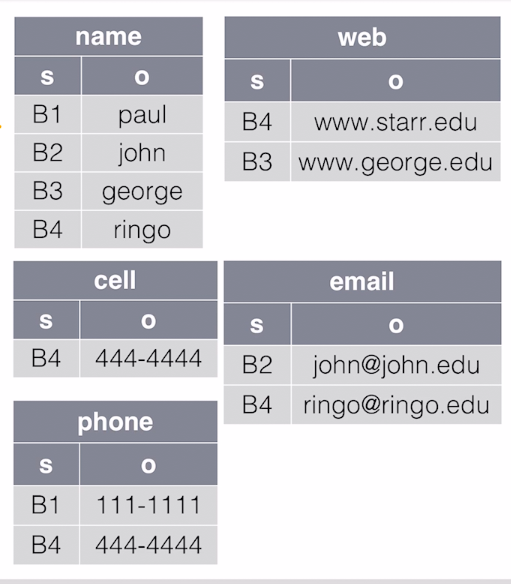 name
s o
B1 paul
B2 john
B3 george
B4 ringo
web
s o
B4 www.starr.edu
B3 www.george.edu
cell
s o
B4 444-4444
email
s o
B2 john@john.edu
B4 ringo@ringo.edu
phone
s o
B1 111-1111
B4 444-4444